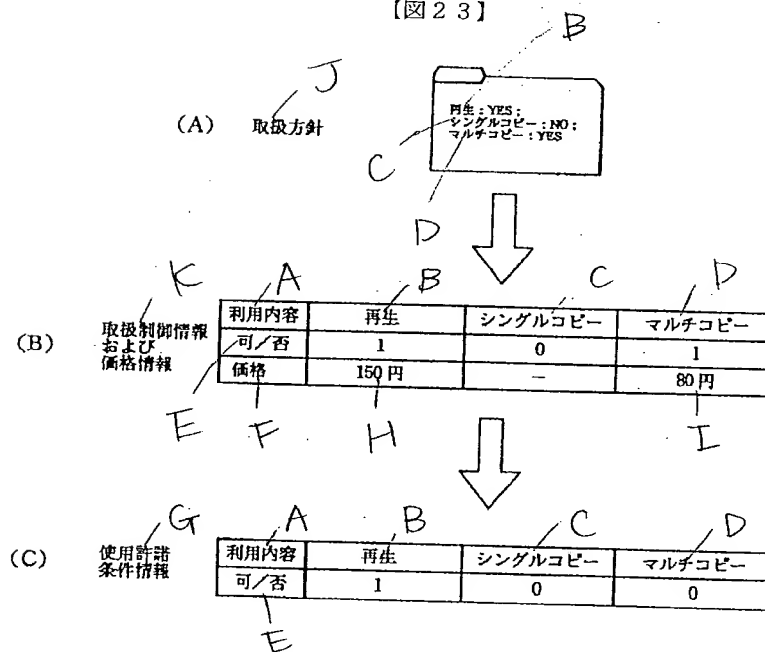 【図23】
B
J
(A) 取扱方針
再生:YES;
シングルコピー:NO;
マルチコピー:YES
C
D
K A B C D
(B) 取扱制御情報
および
価格情報
利用内容 再生 シングルコピー マルチコピー
可/否 1 0 1
価格 150円 － 80円
E F H I
G A B C D
(C) 使用許諾
条件情報
利用内容 再生 シングルコピー マルチコピー
可/否 1 0 0
E